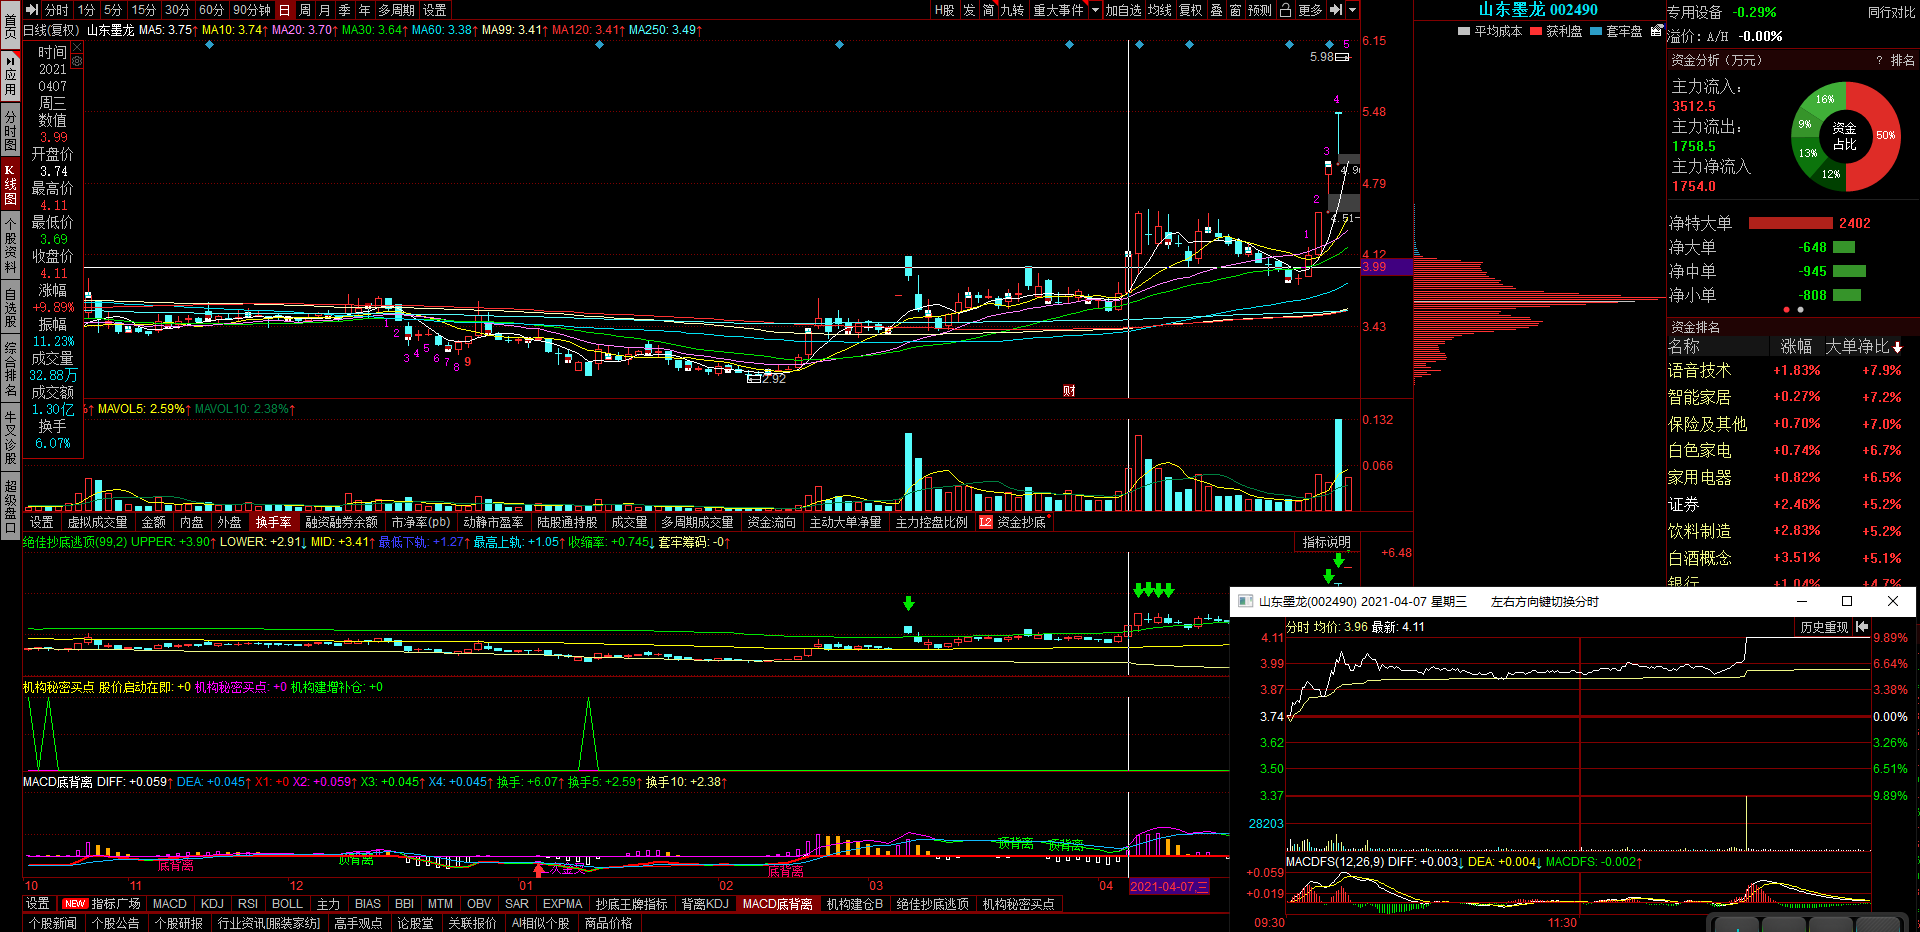 分时 1分 5分 15分 30分 60分 90分钟 日 周 月 季 年 多周期 设置
H股 发 简 九转 重大事件 加自选 均线 复权 叠 窗 预测 更多
日线(复权) 山东墨龙 MA5: 3.75↑ MA10: 3.74↑ MA20: 3.70↑ MA30: 3.64↑ MA60: 3.38↑ MA99: 3.41↑ MA120: 3.41↑ MA250: 3.49↑
首页
应用
分时图
K线图
个股资料
自选股
综合排名
牛叉诊股
超级盘口
时间
2021
0407
周三
数值
3.99
开盘价
3.74
最高价
4.11
最低价
3.69
收盘价
4.11
涨幅
+9.89%
振幅
11.23%
成交量
32.88万
成交额
1.30亿
换手
6.07%
1 2 3 4 5 6 7 8 9
2.92
财
1 2 3 4 5
5.98
4.51
6.15
5.48
4.79
4.12
3.99
3.43
山东墨龙 002490
平均成本 获利盘 套牢盘
专用设备 -0.29% 同行对比
溢价: A/H -0.00%
资金分析（万元） ? 排名
主力流入:
3512.5
主力流出:
1758.5
主力净流入
1754.0
资金占比
16% 9% 13% 12% 50%
净特大单 2402
净大单 -648
净中单 -945
净小单 -808
资金排名
名称 涨幅 大单净比
语音技术 +1.83% +7.9%
智能家居 +0.27% +7.2%
保险及其他 +0.70% +7.0%
白色家电 +0.74% +6.7%
家用电器 +0.82% +6.5%
证券 +2.46% +5.2%
饮料制造 +2.83% +5.2%
白酒概念 +3.51% +5.1%
银行 +1.04% +4.7%
MAVOL5: 2.59%↑ MAVOL10: 2.38%↑
0.132
0.066
设置 虚拟成交量 金额 内盘 外盘 换手率 融资融券余额 市净率(pb) 动静市盈率 陆股通持股 成交量 多周期成交量 资金流向 主动大单净量 主力控盘比例 L2 资金抄底
绝佳抄底逃顶(99,2) UPPER: +3.90↑ LOWER: +2.91↓ MID: +3.41↑ 最低下轨: +1.27↑ 最高上轨: +1.05↑ 收缩率: +0.745↓ 套牢筹码: -0↑
指标说明
+6.48
机构秘密买点 股价启动在即: +0 机构秘密买点: +0 机构建增补仓: +0
MACD底背离 DIFF: +0.059↑ DEA: +0.045↑ X1: +0 X2: +0.059↑ X3: +0.045↑ X4: +0.045↑ 换手: +6.07↑ 换手5: +2.59↑ 换手10: +2.38↑
底背离 顶背离 底背离 顶背离 顶背离
10 11 12 01 02 03 04 2021-04-07,三
设置 NEW 指标广场 MACD KDJ RSI BOLL 主力 BIAS BBI MTM OBV SAR EXPMA 抄底王牌指标 背离KDJ MACD底背离 机构建仓B 绝佳抄底逃顶 机构秘密买点
个股新闻 个股公告 个股研报 行业资讯[服装家纺] 高手观点 论股堂 关联报价 AI相似个股 商品价格
山东墨龙(002490) 2021-04-07 星期三 左右方向键切换分时
分时 均价: 3.96 最新: 4.11
历史重现
4.11 9.89%
3.99 6.64%
3.87 3.38%
3.74 0.00%
3.62 3.26%
3.50 6.51%
3.37 9.89%
28203
MACDFS(12,26,9) DIFF: +0.003↓ DEA: +0.004↓ MACDFS: -0.002↑
+0.059
+0.019
09:30 11:30